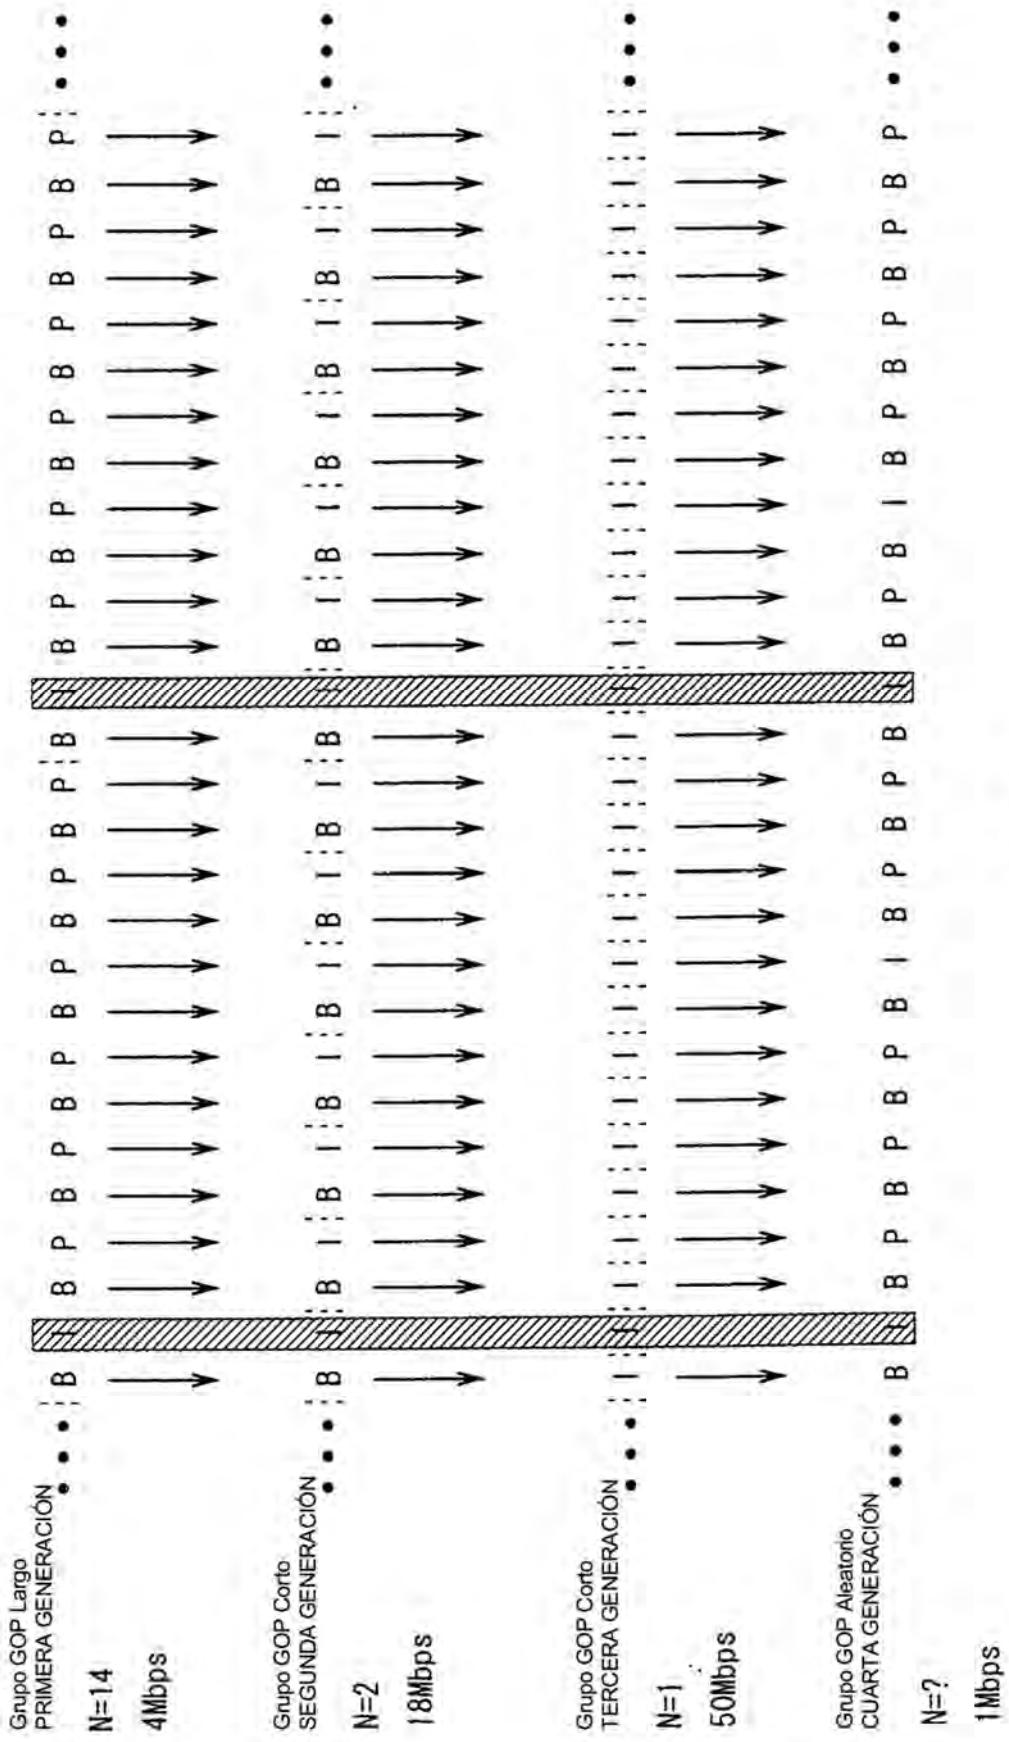 Grupo GOP Largo
PRIMERA GENERACIÓN
B I B P B P B P B P B P B P B I B P B P B P B P B P B P
N=14
4Mbps
Grupo GOP Corto
SEGUNDA GENERACIÓN
B I B I B I B I B I B I B I B I B I B I B I B I B I B I
N=2
18Mbps
Grupo GOP Corto
TERCERA GENERACIÓN
I I I I I I I I I I I I I I I I I I I I I I I I I I I I
N=1
50Mbps
Grupo GOP Aleatorio
CUARTA GENERACIÓN
B I B P B P B P B I B P B P B I B P B I B P B P B P B P
N=?
1Mbps